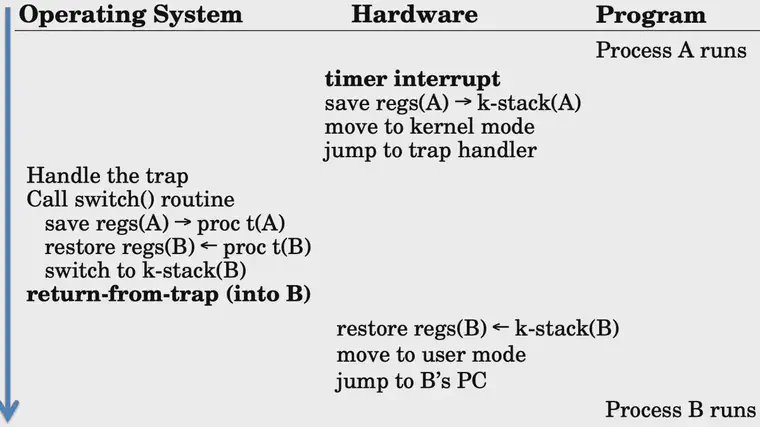 Operating System Hardware Program
Process A runs
timer interrupt
save regs(A) → k-stack(A)
move to kernel mode
jump to trap handler
Handle the trap
Call switch() routine
save regs(A) → proc t(A)
restore regs(B) ← proc t(B)
switch to k-stack(B)
return-from-trap (into B)
restore regs(B) ← k-stack(B)
move to user mode
jump to B’s PC
Process B runs